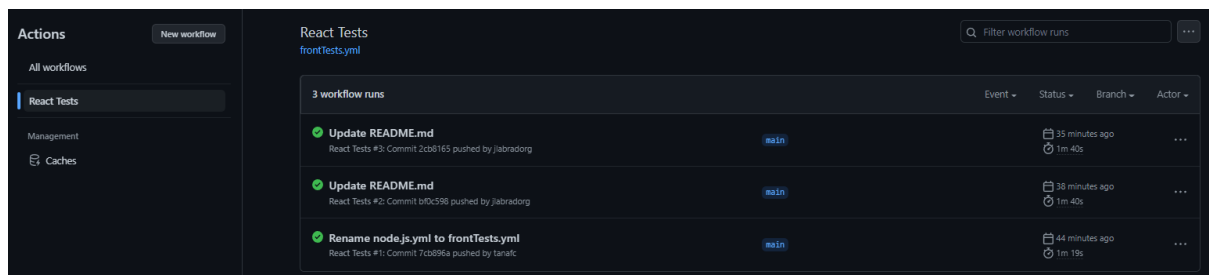 Actions
New workflow
All workflows
React Tests
Management
Caches
React Tests
frontTests.yml
Filter workflow runs
3 workflow runs
Event Status Branch Actor
Update README.md
React Tests #3: Commit 2cb8165 pushed by jlabradorg
main
35 minutes ago
1m 40s
Update README.md
React Tests #2: Commit bf0c598 pushed by jlabradorg
main
38 minutes ago
1m 40s
Rename node.js.yml to frontTests.yml
React Tests #1: Commit 7cb896a pushed by tanafc
main
44 minutes ago
1m 19s